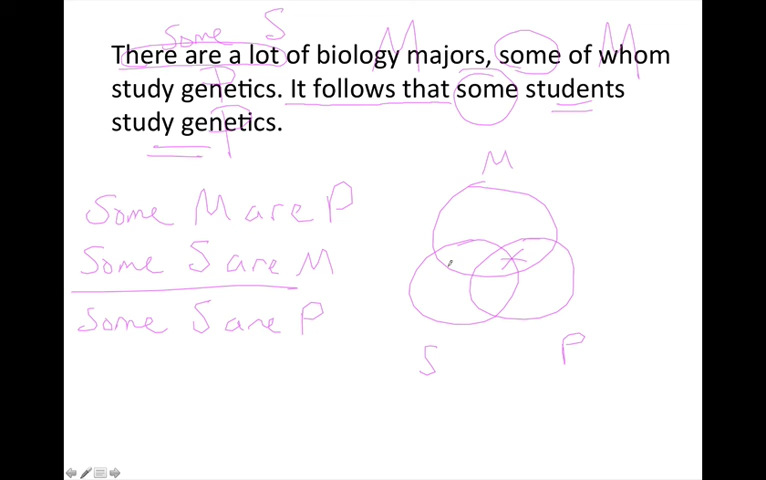 Some S
There are a lot of biology majors, some of whom
M M
study genetics. It follows that some students
P
study genetics.
P
M
Some M are P
Some S are M
Some S are P
S P